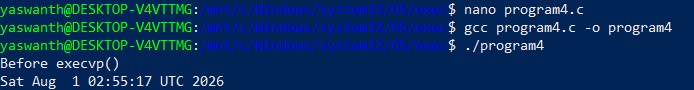 yaswanth@DESKTOP-V4VTTMG:/mnt/c/Windows/system32/OS/exec$ nano program4.c
yaswanth@DESKTOP-V4VTTMG:/mnt/c/Windows/system32/OS/exec$ gcc program4.c -o program4
yaswanth@DESKTOP-V4VTTMG:/mnt/c/Windows/system32/OS/exec$ ./program4
Before execvp()
Sat Aug  1 02:55:17 UTC 2026